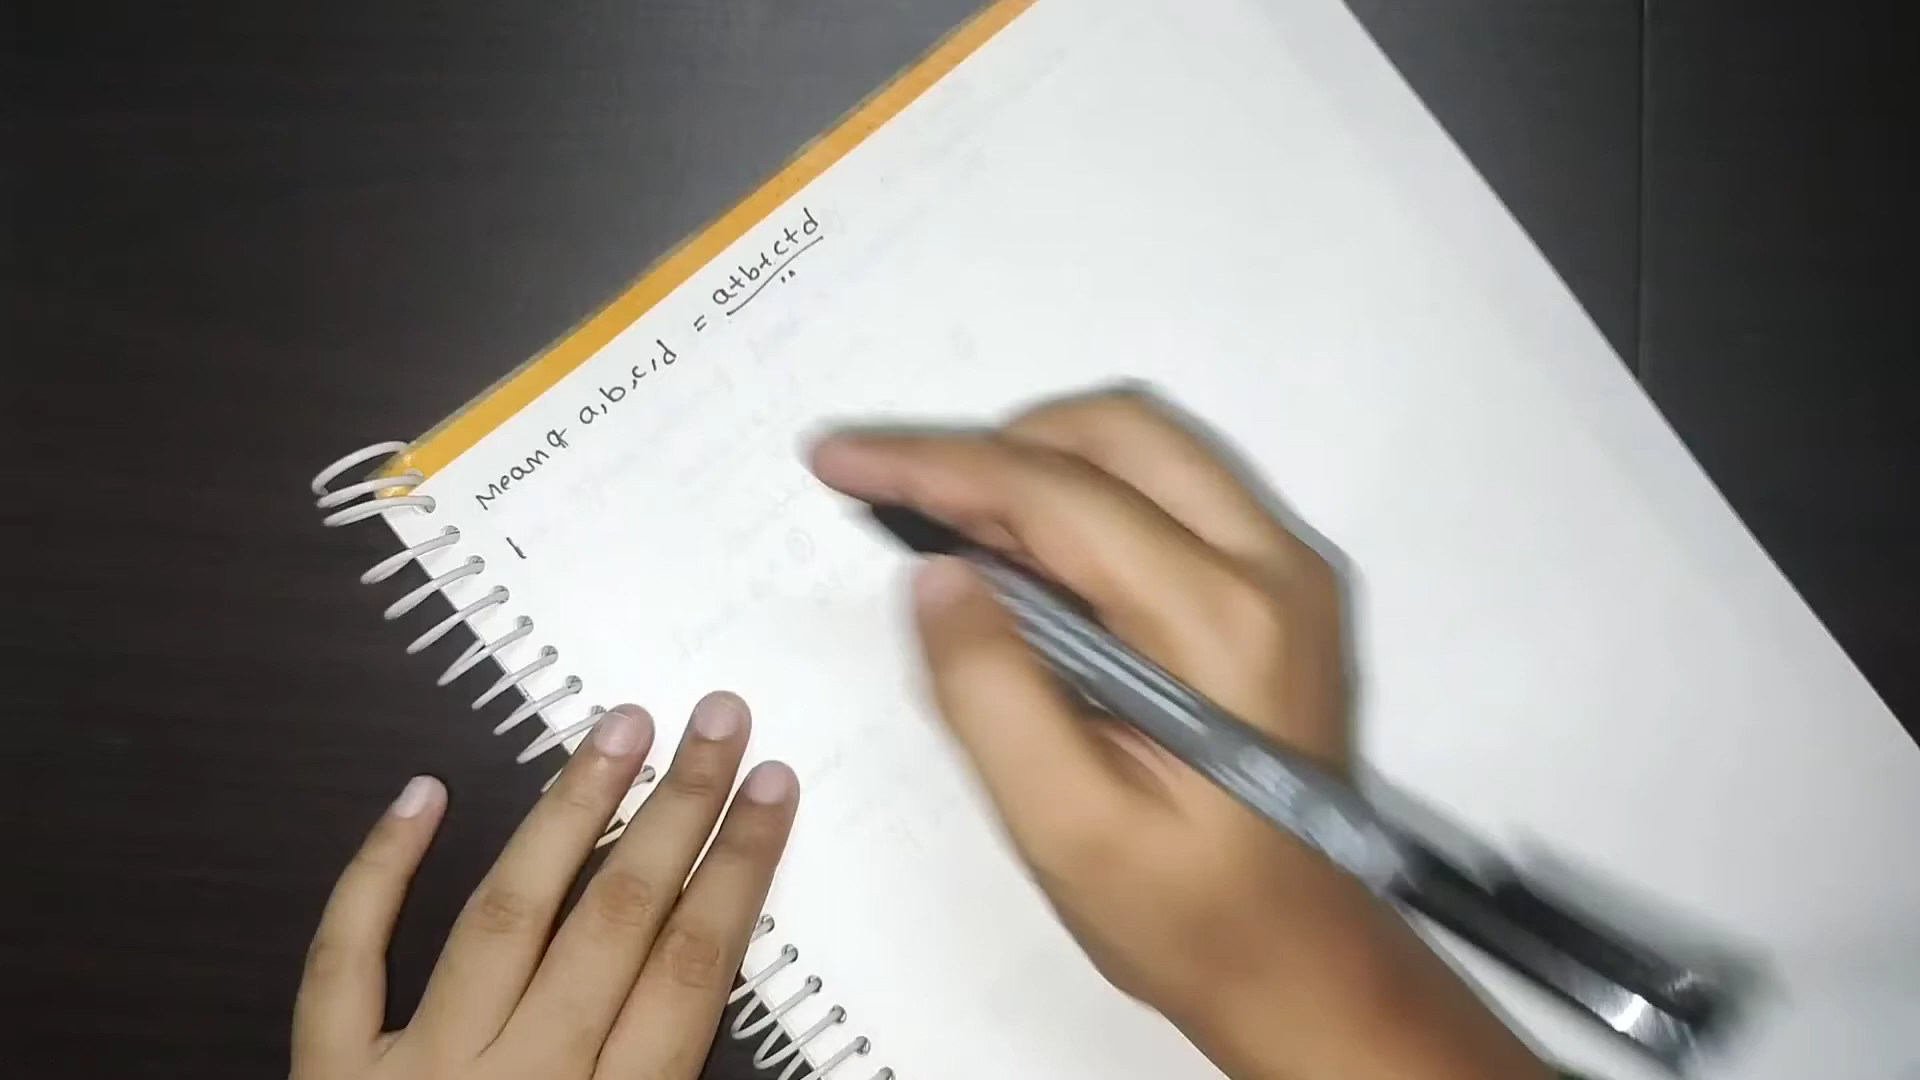 Mean of a,b,c,d = a+b+c+d